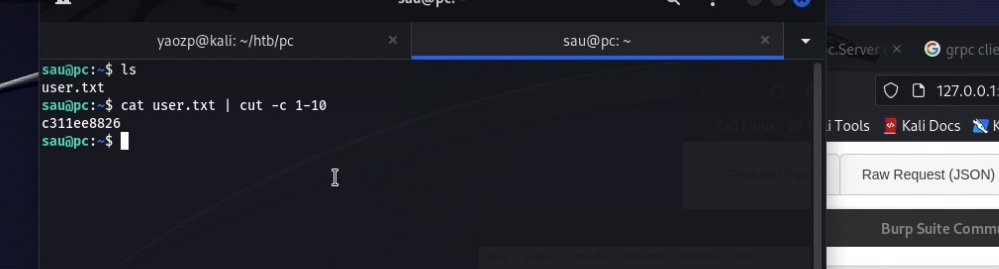 sau@pc: ~
yaozp@kali: ~/htb/pc
sau@pc: ~
sau@pc:~$ ls
user.txt
sau@pc:~$ cat user.txt | cut -c 1-10
c311ee8826
sau@pc:~$
c.Server
grpc clie
127.0.0.1:
Kali Linux
i Tools
Kali Docs
K
Raw Request (JSON)
Burp Suite Commu